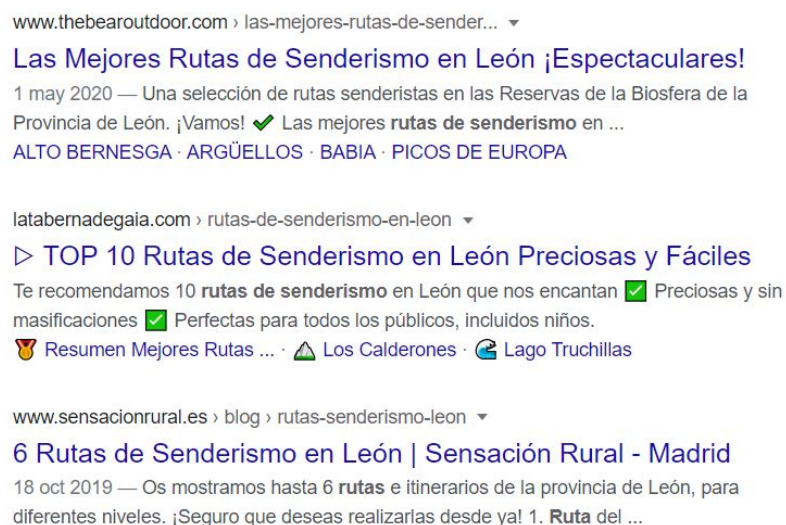 www.thebearoutdoor.com › las-mejores-rutas-de-sender...
Las Mejores Rutas de Senderismo en León ¡Espectaculares!
1 may 2020 — Una selección de rutas senderistas en las Reservas de la Biosfera de la
Provincia de León. ¡Vamos! ✔ Las mejores rutas de senderismo en ...
ALTO BERNESGA · ARGÜELLOS · BABIA · PICOS DE EUROPA
latabernadegaia.com › rutas-de-senderismo-en-leon
▷ TOP 10 Rutas de Senderismo en León Preciosas y Fáciles
Te recomendamos 10 rutas de senderismo en León que nos encantan ✅ Preciosas y sin
masificaciones ✅ Perfectas para todos los públicos, incluidos niños.
🏅 Resumen Mejores Rutas ... · ⛰ Los Calderones · 🌊 Lago Truchillas
www.sensacionrural.es › blog › rutas-senderismo-leon
6 Rutas de Senderismo en León | Sensación Rural - Madrid
18 oct 2019 — Os mostramos hasta 6 rutas e itinerarios de la provincia de León, para
diferentes niveles. ¡Seguro que deseas realizarlas desde ya! 1. Ruta del ...